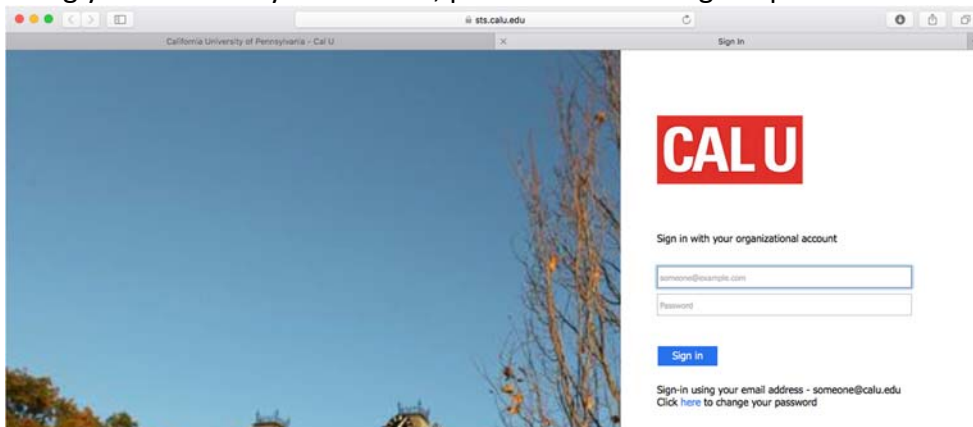 sts.calu.edu
California University of Pennsylvania - Cal U
Sign In
CAL U
Sign in with your organizational account
someone@example.com
Password
Sign in
Sign-in using your email address - someone@calu.edu
Click here to change your password